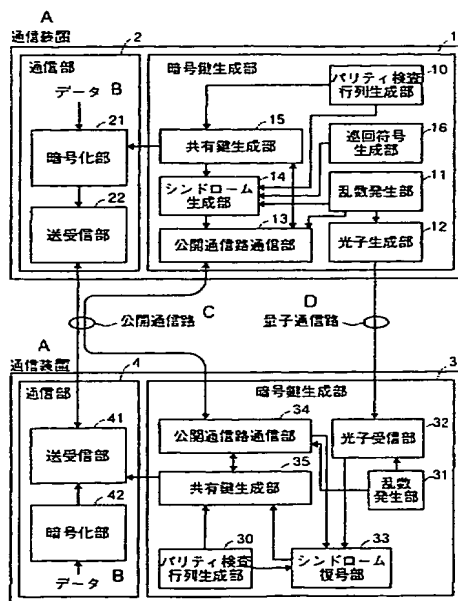 A
通信装置
2
1
通信部
データ B
21
暗号化部
22
送受信部
暗号鍵生成部
パリティ検査
行列生成部
10
15
共有鍵生成部
巡回符号
生成部
16
14
シンドローム
生成部
乱数発生部
11
13
公開通信路通信部
光子生成部
12
公開通信路
C
D
量子通信路
A
通信装置
4
3
通信部
41
送受信部
42
暗号化部
データ B
暗号鍵生成部
34
公開通信路通信部
32
光子受信部
35
共有鍵生成部
乱数
発生部
31
30
パリティ検査
行列生成部
33
シンドローム
復号部